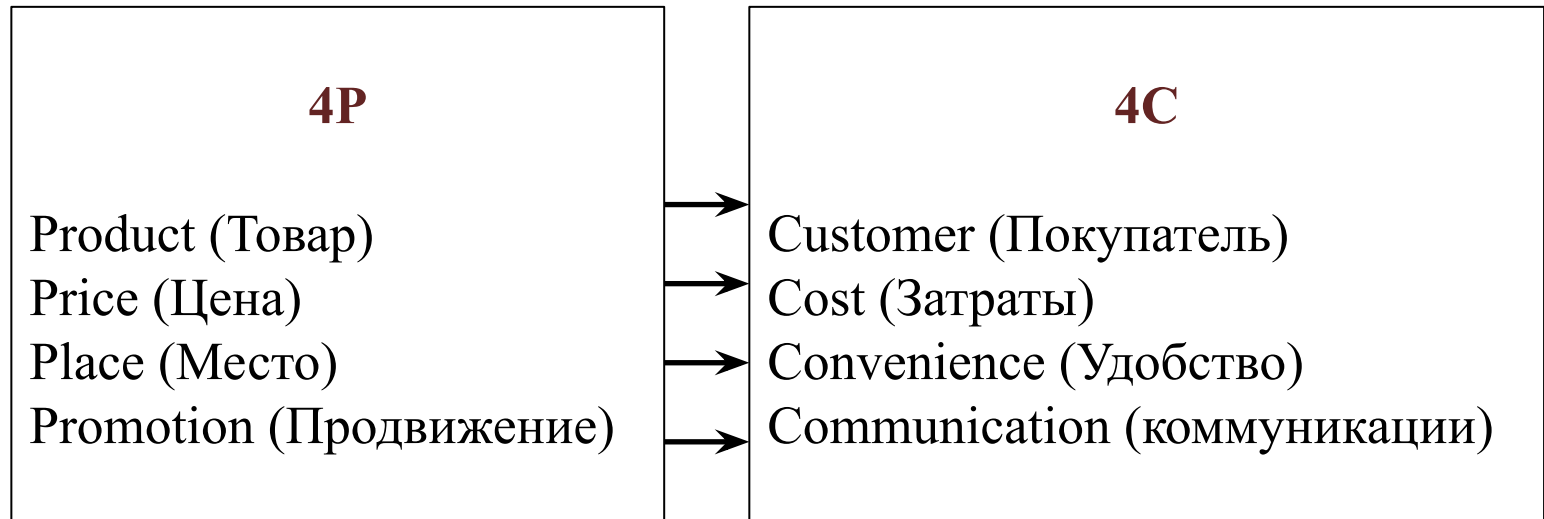 4P
Product (Товар)
Price (Цена)
Place (Место)
Promotion (Продвижение)
4C
Customer (Покупатель)
Cost (Затраты)
Convenience (Удобство)
Communication (коммуникации)